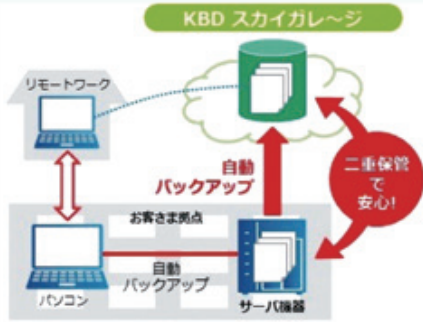 KBD スカイガレ～ジ
リモートワーク
自動
バックアップ
二重保管
で
安心!
お客さま拠点
自動
バックアップ
パソコン
サーバ機器